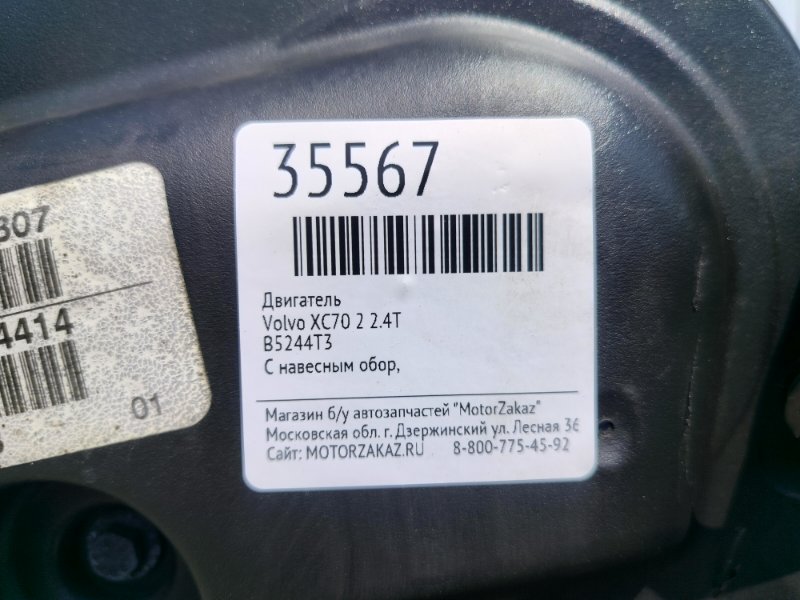 35567
Двигатель
Volvo XC70 2 2.4T
B5244T3
С навесным обор,
Магазин б/у автозапчастей "MotorZakaz"
Московская обл. г. Дзержинский ул. Лесная 36
Сайт: MOTORZAKAZ.RU 8-800-775-45-92
307
4414
01